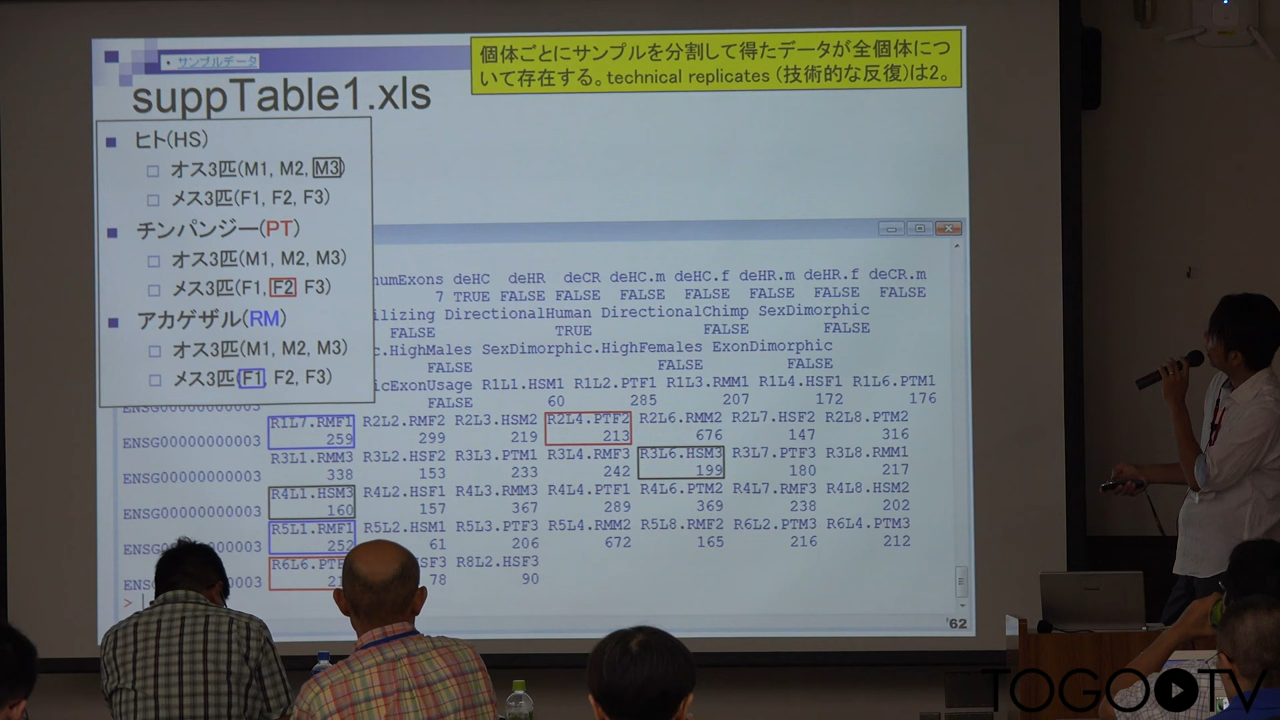 • サンプルデータ
個体ごとにサンプルを分割して得たデータが全個体につ
いて存在する。technical replicates (技術的な反復)は2。
suppTable1.xls
ヒト(HS)
オス3匹(M1, M2, M3)
メス3匹(F1, F2, F3)
チンパンジー(PT)
オス3匹(M1, M2, M3)
メス3匹(F1, F2, F3)
アカゲザル(RM)
オス3匹(M1, M2, M3)
メス3匹(F1, F2, F3)
numExons deHC deHR deCR deHC.m deHC.f deHR.m deHR.f deCR.m
7 TRUE FALSE FALSE FALSE FALSE FALSE FALSE FALSE
ilizing DirectionalHuman DirectionalChimp SexDimorphic
FALSE TRUE FALSE FALSE
c.HighMales SexDimorphic.HighFemales ExonDimorphic
FALSE FALSE FALSE
icExonUsage R1L1.HSM1 R1L2.PTF1 R1L3.RMM1 R1L4.HSF1 R1L6.PTM1
ENSG00000000003 FALSE 60 285 207 172 176
R1L7.RMF1 R2L2.RMF2 R2L3.HSM2 R2L4.PTF2 R2L6.RMM2 R2L7.HSF2 R2L8.PTM2
ENSG00000000003 259 299 219 213 676 147 316
R3L1.RMM3 R3L2.HSF2 R3L3.PTM1 R3L4.RMF3 R3L6.HSM3 R3L7.PTF3 R3L8.RMM1
ENSG00000000003 338 153 233 242 199 180 217
R4L1.HSM3 R4L2.HSF1 R4L3.RMM3 R4L4.PTF1 R4L6.PTM2 R4L7.RMF3 R4L8.HSM2
ENSG00000000003 160 157 367 289 369 238 202
R5L1.RMF1 R5L2.HSM1 R5L3.PTF3 R5L4.RMM2 R5L8.RMF2 R6L2.PTM3 R6L4.PTM3
ENSG00000000003 252 61 206 672 165 216 212
R6L6.PTF SF3 R8L2.HSF3
ENSG 0003 21 78 90
>
62
TOGO TV